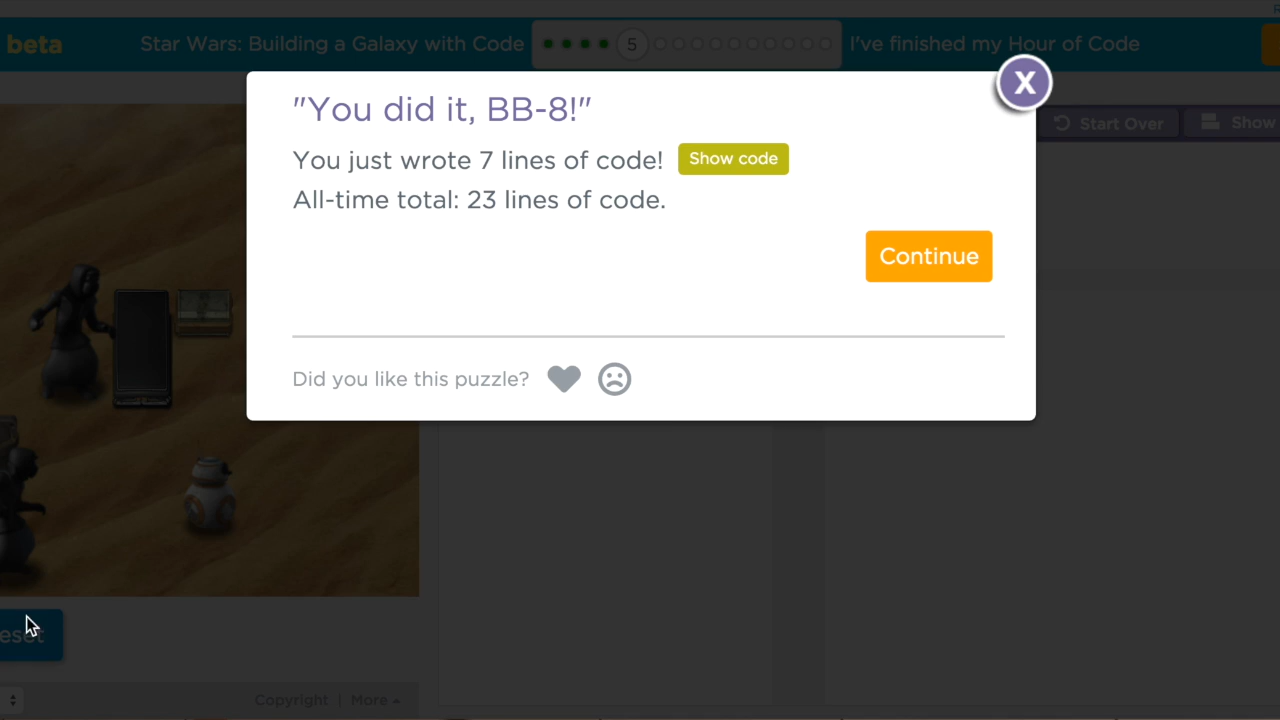 beta
Star Wars: Building a Galaxy with Code
5
I've finished my Hour of Code
"You did it, BB-8!"
X
Start Over
Show
You just wrote 7 lines of code!
Show code
All-time total: 23 lines of code.
Continue
Did you like this puzzle?
eset
Copyright | More